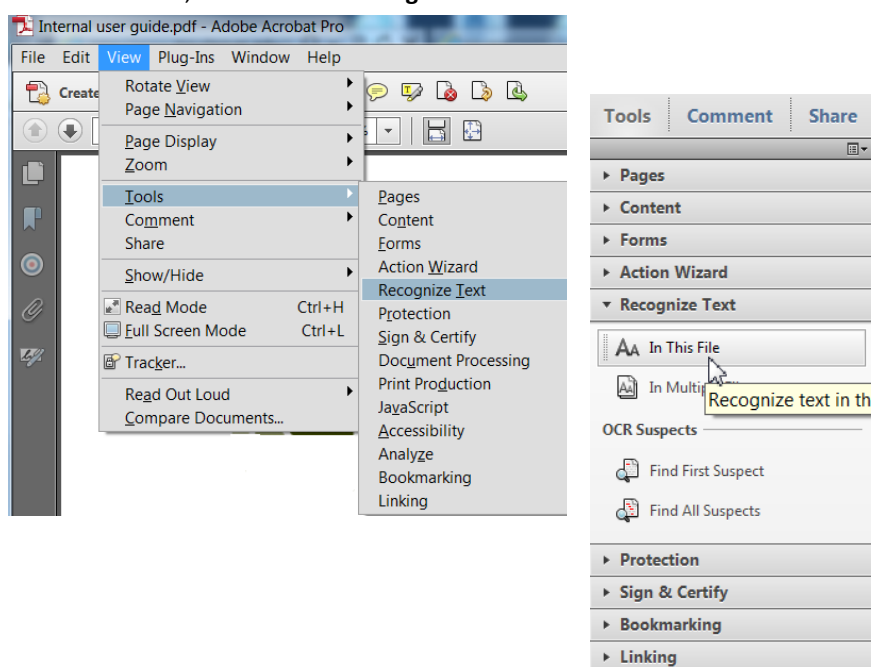 Internal user guide.pdf - Adobe Acrobat Pro
File Edit View Plug-Ins Window Help
Create
Rotate View
Page Navigation
Page Display
Zoom
Tools
Comment
Share
Show/Hide
Read Mode Ctrl+H
Full Screen Mode Ctrl+L
Tracker...
Read Out Loud
Compare Documents...
Pages
Content
Forms
Action Wizard
Recognize Text
Protection
Sign & Certify
Document Processing
Print Production
JavaScript
Accessibility
Analyze
Bookmarking
Linking
Tools Comment Share
Pages
Content
Forms
Action Wizard
Recognize Text
In This File
In Multip
Recognize text in th
OCR Suspects
Find First Suspect
Find All Suspects
Protection
Sign & Certify
Bookmarking
Linking